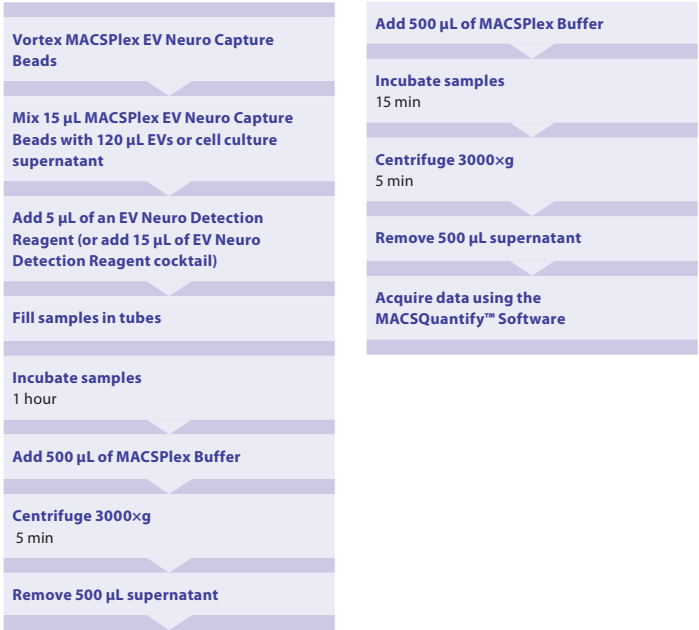 Vortex MACSPlex EV Neuro Capture
Beads
Mix 15 µL MACSPlex EV Neuro Capture
Beads with 120 µL EVs or cell culture
supernatant
Add 5 µL of an EV Neuro Detection
Reagent (or add 15 µL of EV Neuro
Detection Reagent cocktail)
Fill samples in tubes
Incubate samples
1 hour
Add 500 µL of MACSPlex Buffer
Centrifuge 3000×g
5 min
Remove 500 µL supernatant
Add 500 µL of MACSPlex Buffer
Incubate samples
15 min
Centrifuge 3000×g
5 min
Remove 500 µL supernatant
Acquire data using the
MACSQuantify™ Software